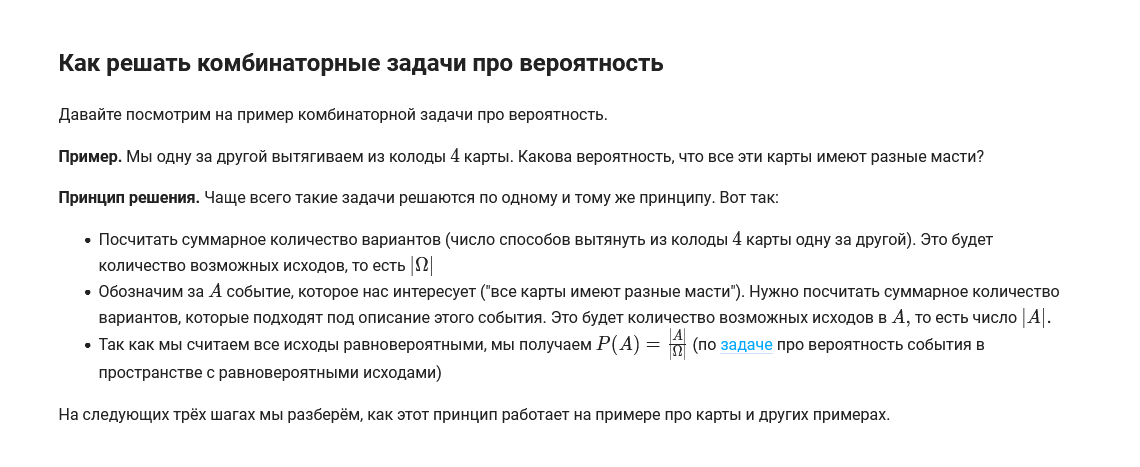 Как решать комбинаторные задачи про вероятность
Давайте посмотрим на пример комбинаторной задачи про вероятность.
Пример. Мы одну за другой вытягиваем из колоды 4 карты. Какова вероятность, что все эти карты имеют разные масти?
Принцип решения. Чаще всего такие задачи решаются по одному и тому же принципу. Вот так:
• Посчитать суммарное количество вариантов (число способов вытянуть из колоды 4 карты одну за другой). Это будет
количество возможных исходов, то есть |Ω|
• Обозначим за A событие, которое нас интересует ("все карты имеют разные масти"). Нужно посчитать суммарное количество
вариантов, которые подходят под описание этого события. Это будет количество возможных исходов в A, то есть число |A|.
• Так как мы считаем все исходы равновероятными, мы получаем P(A) = |A|/|Ω| (по задаче про вероятность события в
пространстве с равновероятными исходами)
На следующих трёх шагах мы разберём, как этот принцип работает на примере про карты и других примерах.